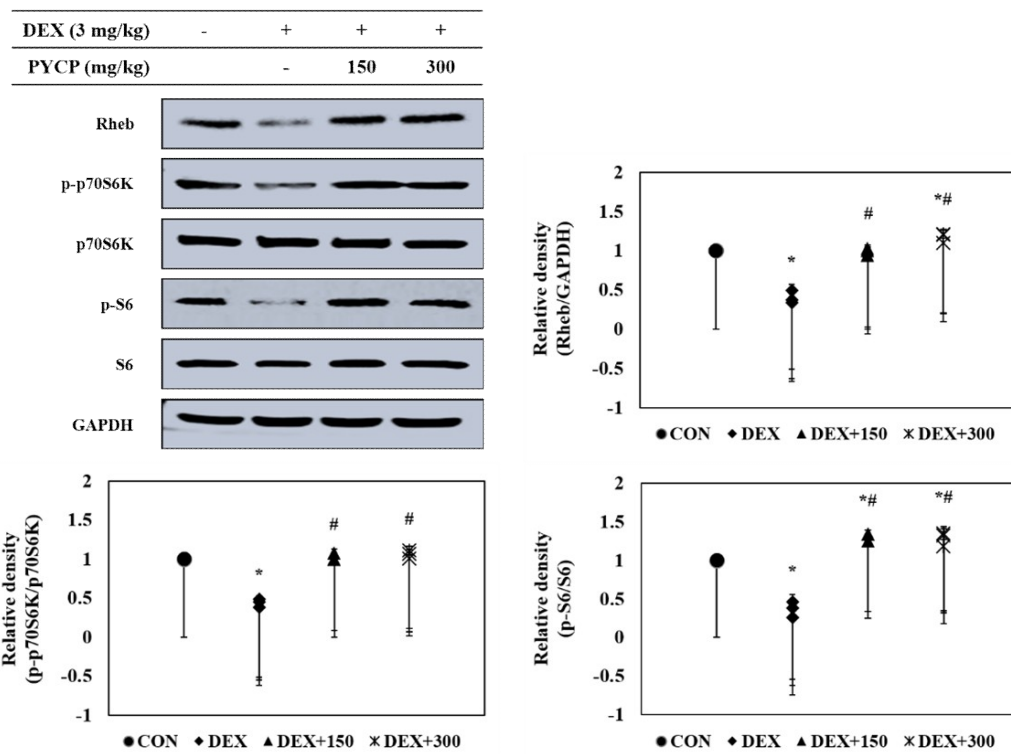 DEX (3 mg/kg) - + + +
PYCP (mg/kg) - 150 300
Rheb
p-p70S6K
p70S6K
p-S6
S6
GAPDH
Relative density
(Rheb/GAPDH)
2
1.5
1
0.5
0
-0.5
-1
*
#
*#
●CON ◆DEX ▲DEX+150 ж DEX+300
Relative density
(p-p70S6K/p70S6K)
2
1.5
1
0.5
0
-0.5
-1
*
#
#
●CON ◆DEX ▲DEX+150 ж DEX+300
Relative density
(p-S6/S6)
2
1.5
1
0.5
0
-0.5
-1
*
*#
*#
●CON ◆DEX ▲DEX+150 ж DEX+300